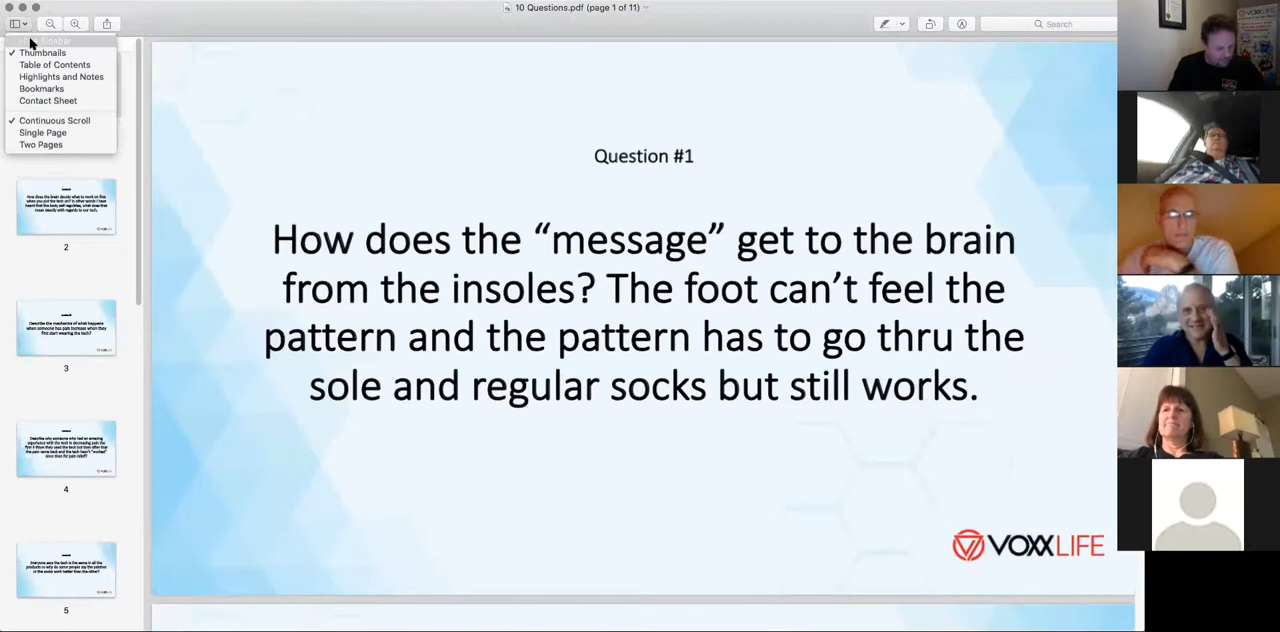 10 Questions.pdf (page 1 of 11)
Search
Thumbnails
Table of Contents
Highlights and Notes
Bookmarks
Contact Sheet
Continuous Scroll
Single Page
Two Pages
2
3
4
5
Question #1
How does the “message” get to the brain
from the insoles? The foot can’t feel the
pattern and the pattern has to go thru the
sole and regular socks but still works.
VOXXLIFE